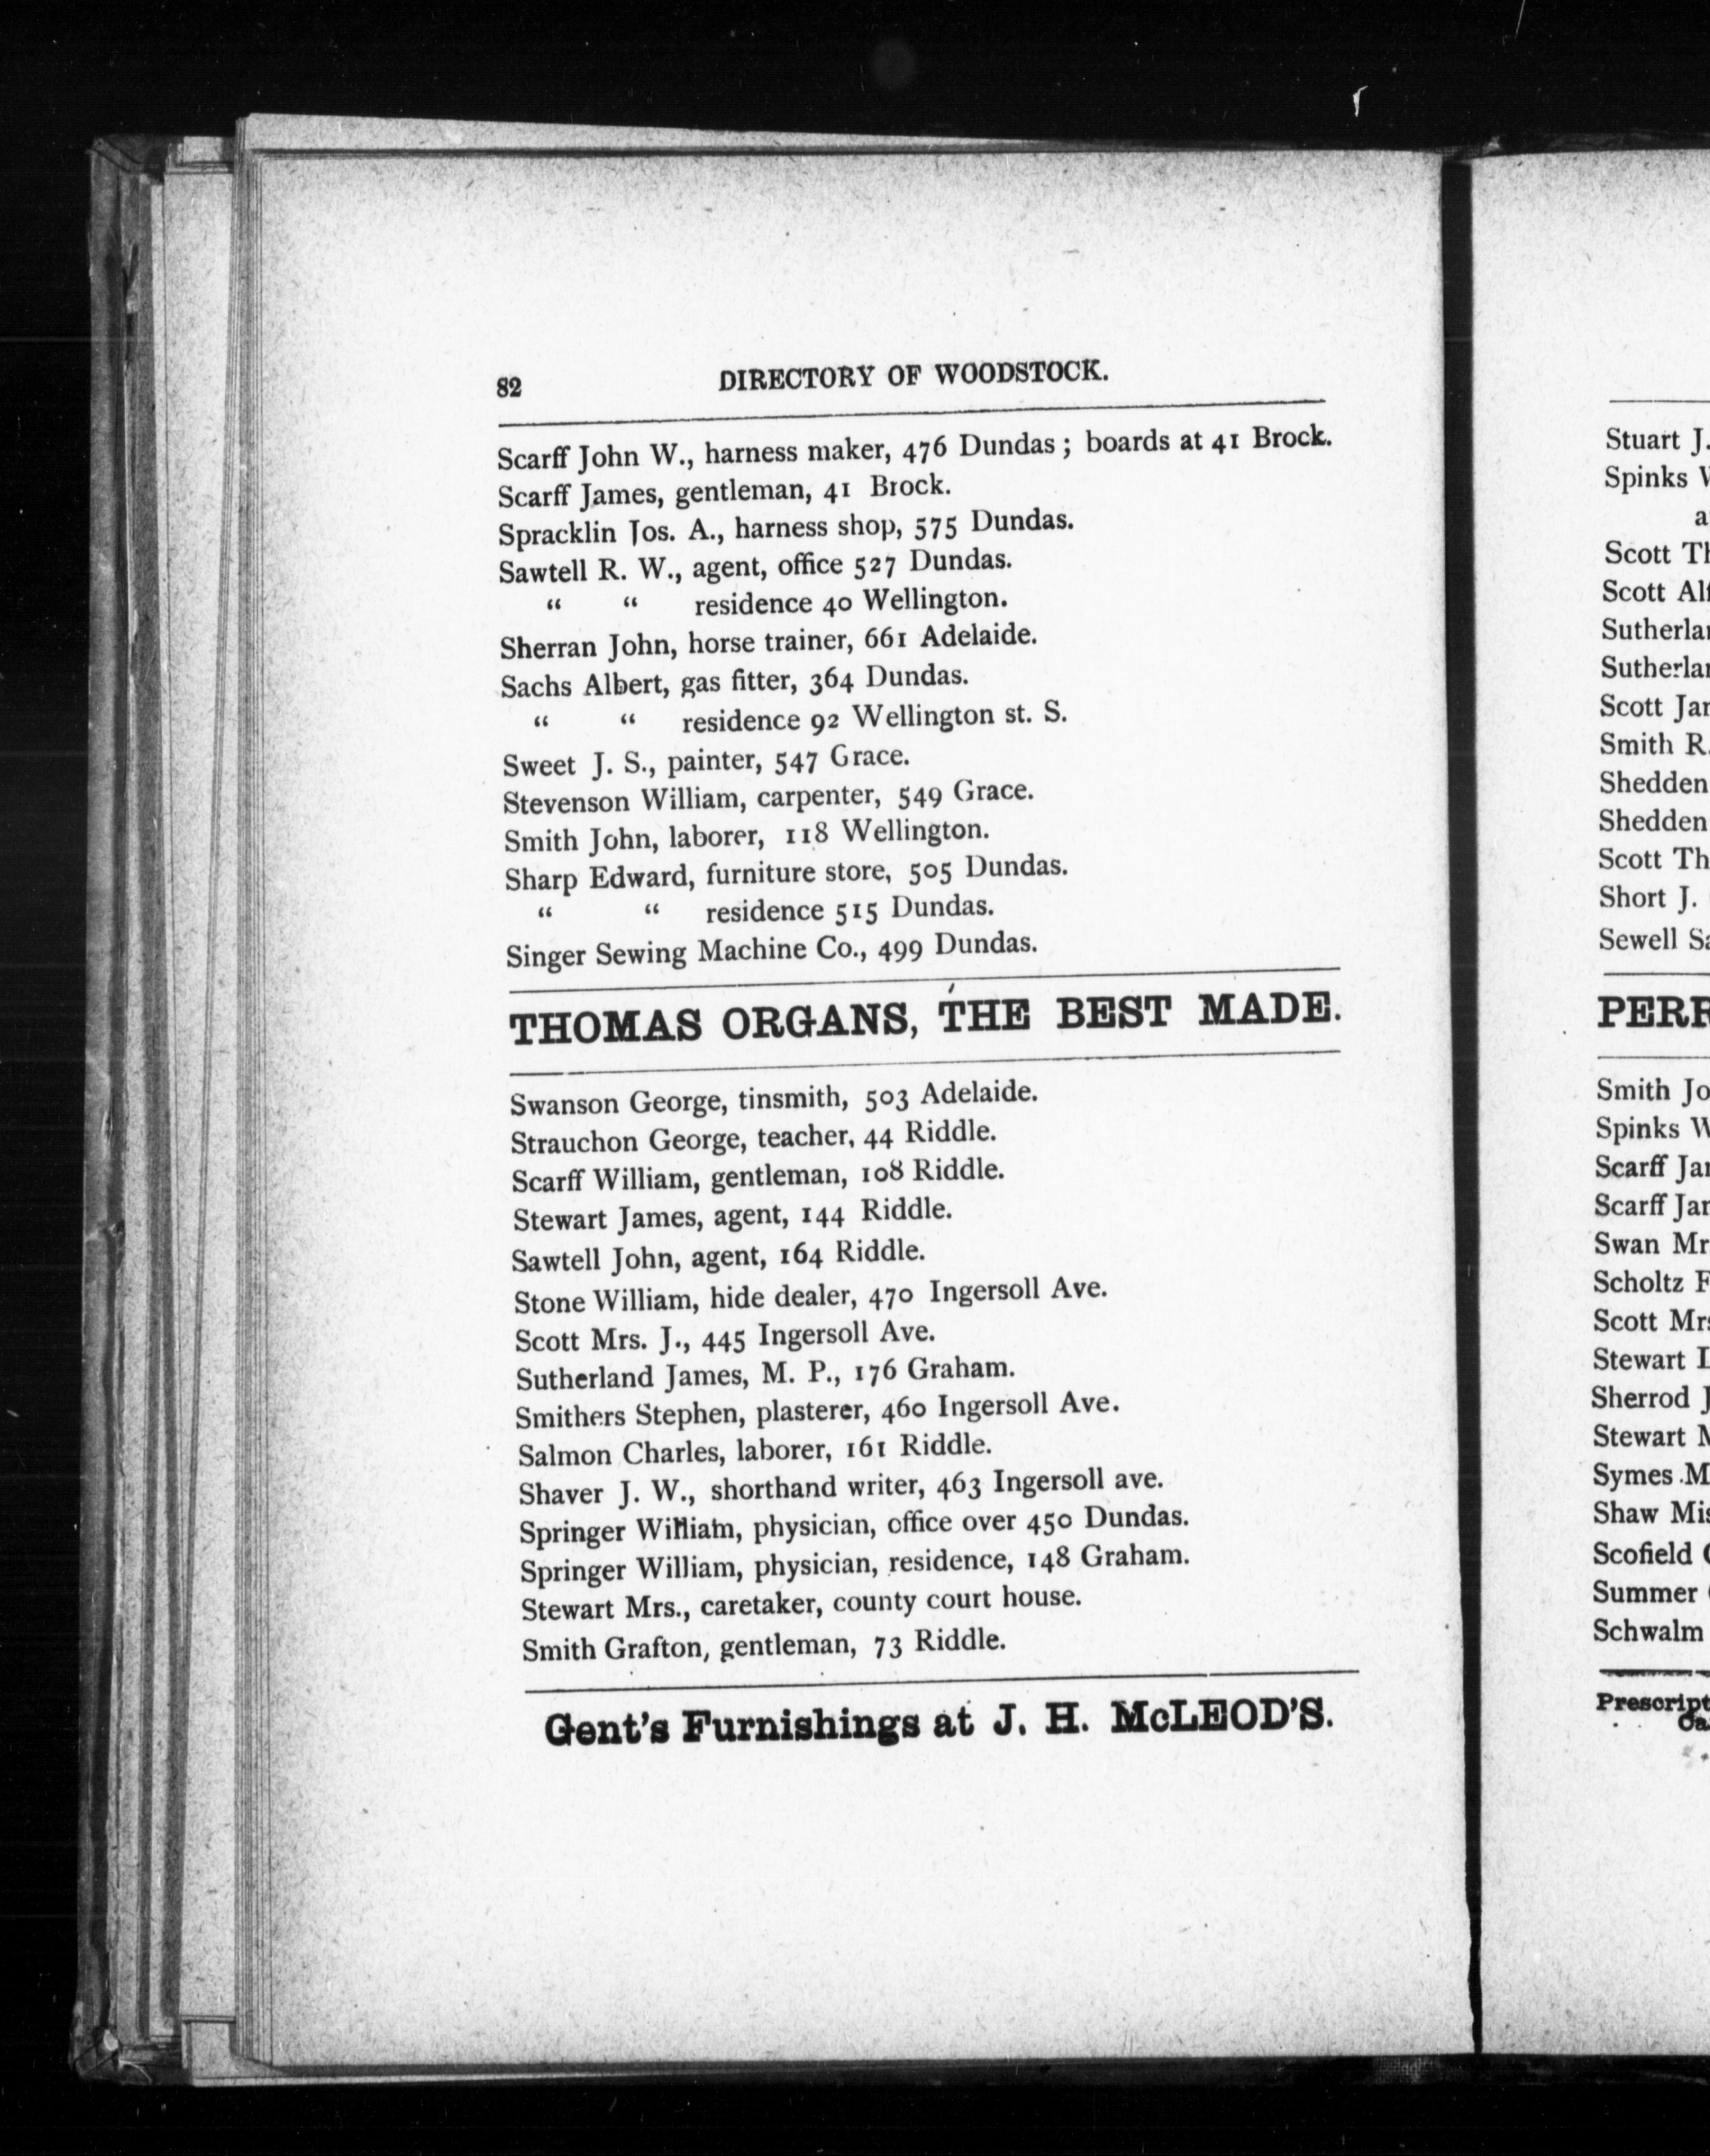 82 DIRECTORY OF WOODSTOCK.
Scarff John W., harness maker, 476 Dundas; boards at 41 Brock.
Scarff James, gentleman, 41 Brock.
Spracklin Jos. A., harness shop, 575 Dundas.
Sawtell R. W., agent, office 527 Dundas.
“ “ residence 40 Wellington.
Sherran John, horse trainer, 661 Adelaide.
Sachs Albert, gas fitter, 364 Dundas.
“ “ residence 92 Wellington st. S.
Sweet J. S., painter, 547 Grace.
Stevenson William, carpenter, 549 Grace.
Smith John, laborer, 118 Wellington.
Sharp Edward, furniture store, 505 Dundas.
“ “ residence 515 Dundas.
Singer Sewing Machine Co., 499 Dundas.
THOMAS ORGANS, THE BEST MADE.
Swanson George, tinsmith, 503 Adelaide.
Strauchon George, teacher, 44 Riddle.
Scarff William, gentleman, 108 Riddle.
Stewart James, agent, 144 Riddle.
Sawtell John, agent, 164 Riddle.
Stone William, hide dealer, 470 Ingersoll Ave.
Scott Mrs. J., 445 Ingersoll Ave.
Sutherland James, M. P., 176 Graham.
Smithers Stephen, plasterer, 460 Ingersoll Ave.
Salmon Charles, laborer, 161 Riddle.
Shaver J. W., shorthand writer, 463 Ingersoll ave.
Springer William, physician, office over 450 Dundas.
Springer William, physician, residence, 148 Graham.
Stewart Mrs., caretaker, county court house.
Smith Grafton, gentleman, 73 Riddle.
Gent's Furnishings at J. H. McLEOD'S.
Stuart J.
Spinks
Scott
Scott
Scott
Smith R.
Shedden
Shedden
Scott
Short J.
Sewell
Smith
Spinks
Scarff
Scarff
Swan
Scholtz
Scott
Stewart
Sherrod
Stewart
Symes
Shaw
Scofield
Summer
Schwalm